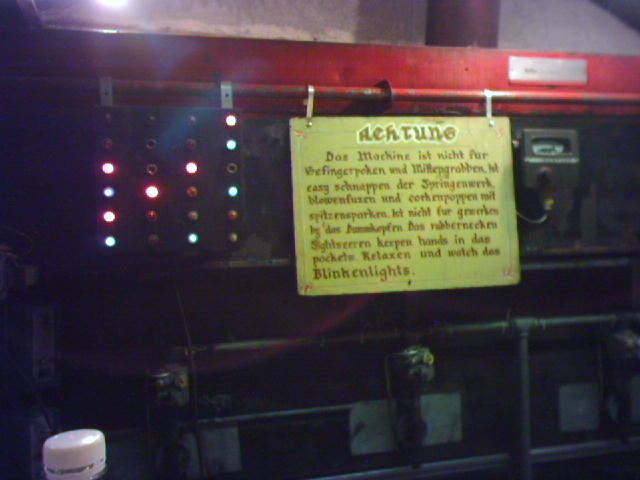 ACHTUNG
Das Machine ist nicht fur
Gefingerpoken und Mittengrabben. Ist
easy schnappen der Springenwerk,
blowenfusen und corkenpoppen mit
spitzensparken. Ist nicht fur gewerken
by das Dummkopfen. Das rubbernecken
Sightseeren keepen hands in das
pockets. Relaxen und watch das
Blinkenlights.